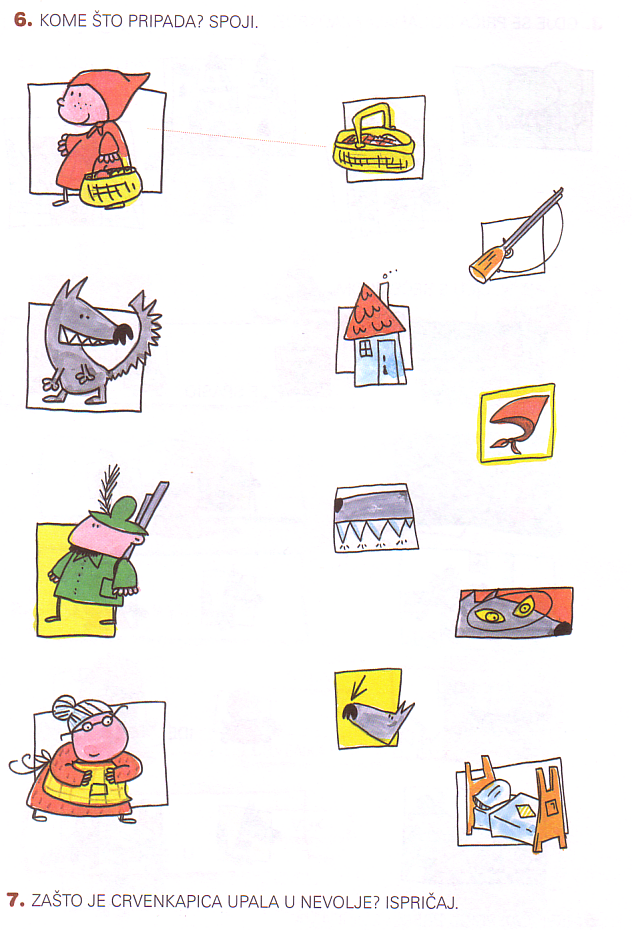 6. KOME ŠTO PRIPADA? SPOJI.
7. ZAŠTO JE CRVENKAPICA UPALA U NEVOLJE? ISPRIČAJ.